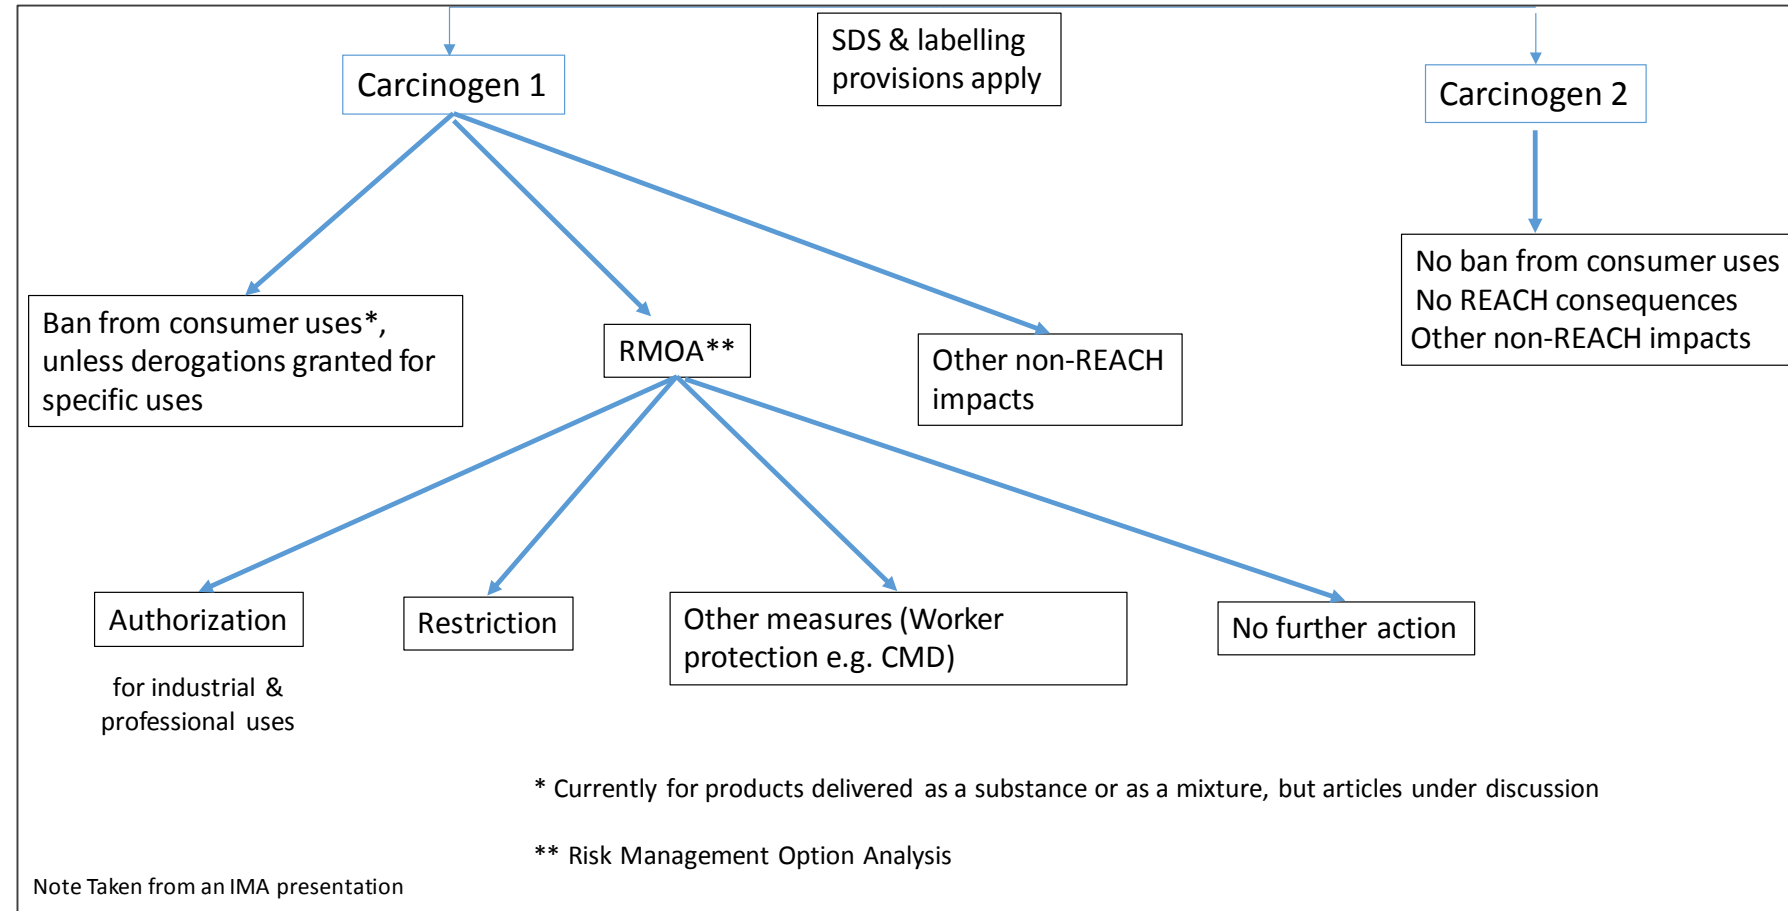 SDS & labelling
provisions apply
Carcinogen 1
Carcinogen 2
Ban from consumer uses*,
unless derogations granted for
specific uses
RMOA**
Other non-REACH
impacts
No ban from consumer uses
No REACH consequences
Other non-REACH impacts
Authorization
for industrial &
professional uses
Restriction
Other measures (Worker
protection e.g. CMD)
No further action
* Currently for products delivered as a substance or as a mixture, but articles under discussion
** Risk Management Option Analysis
Note Taken from an IMA presentation